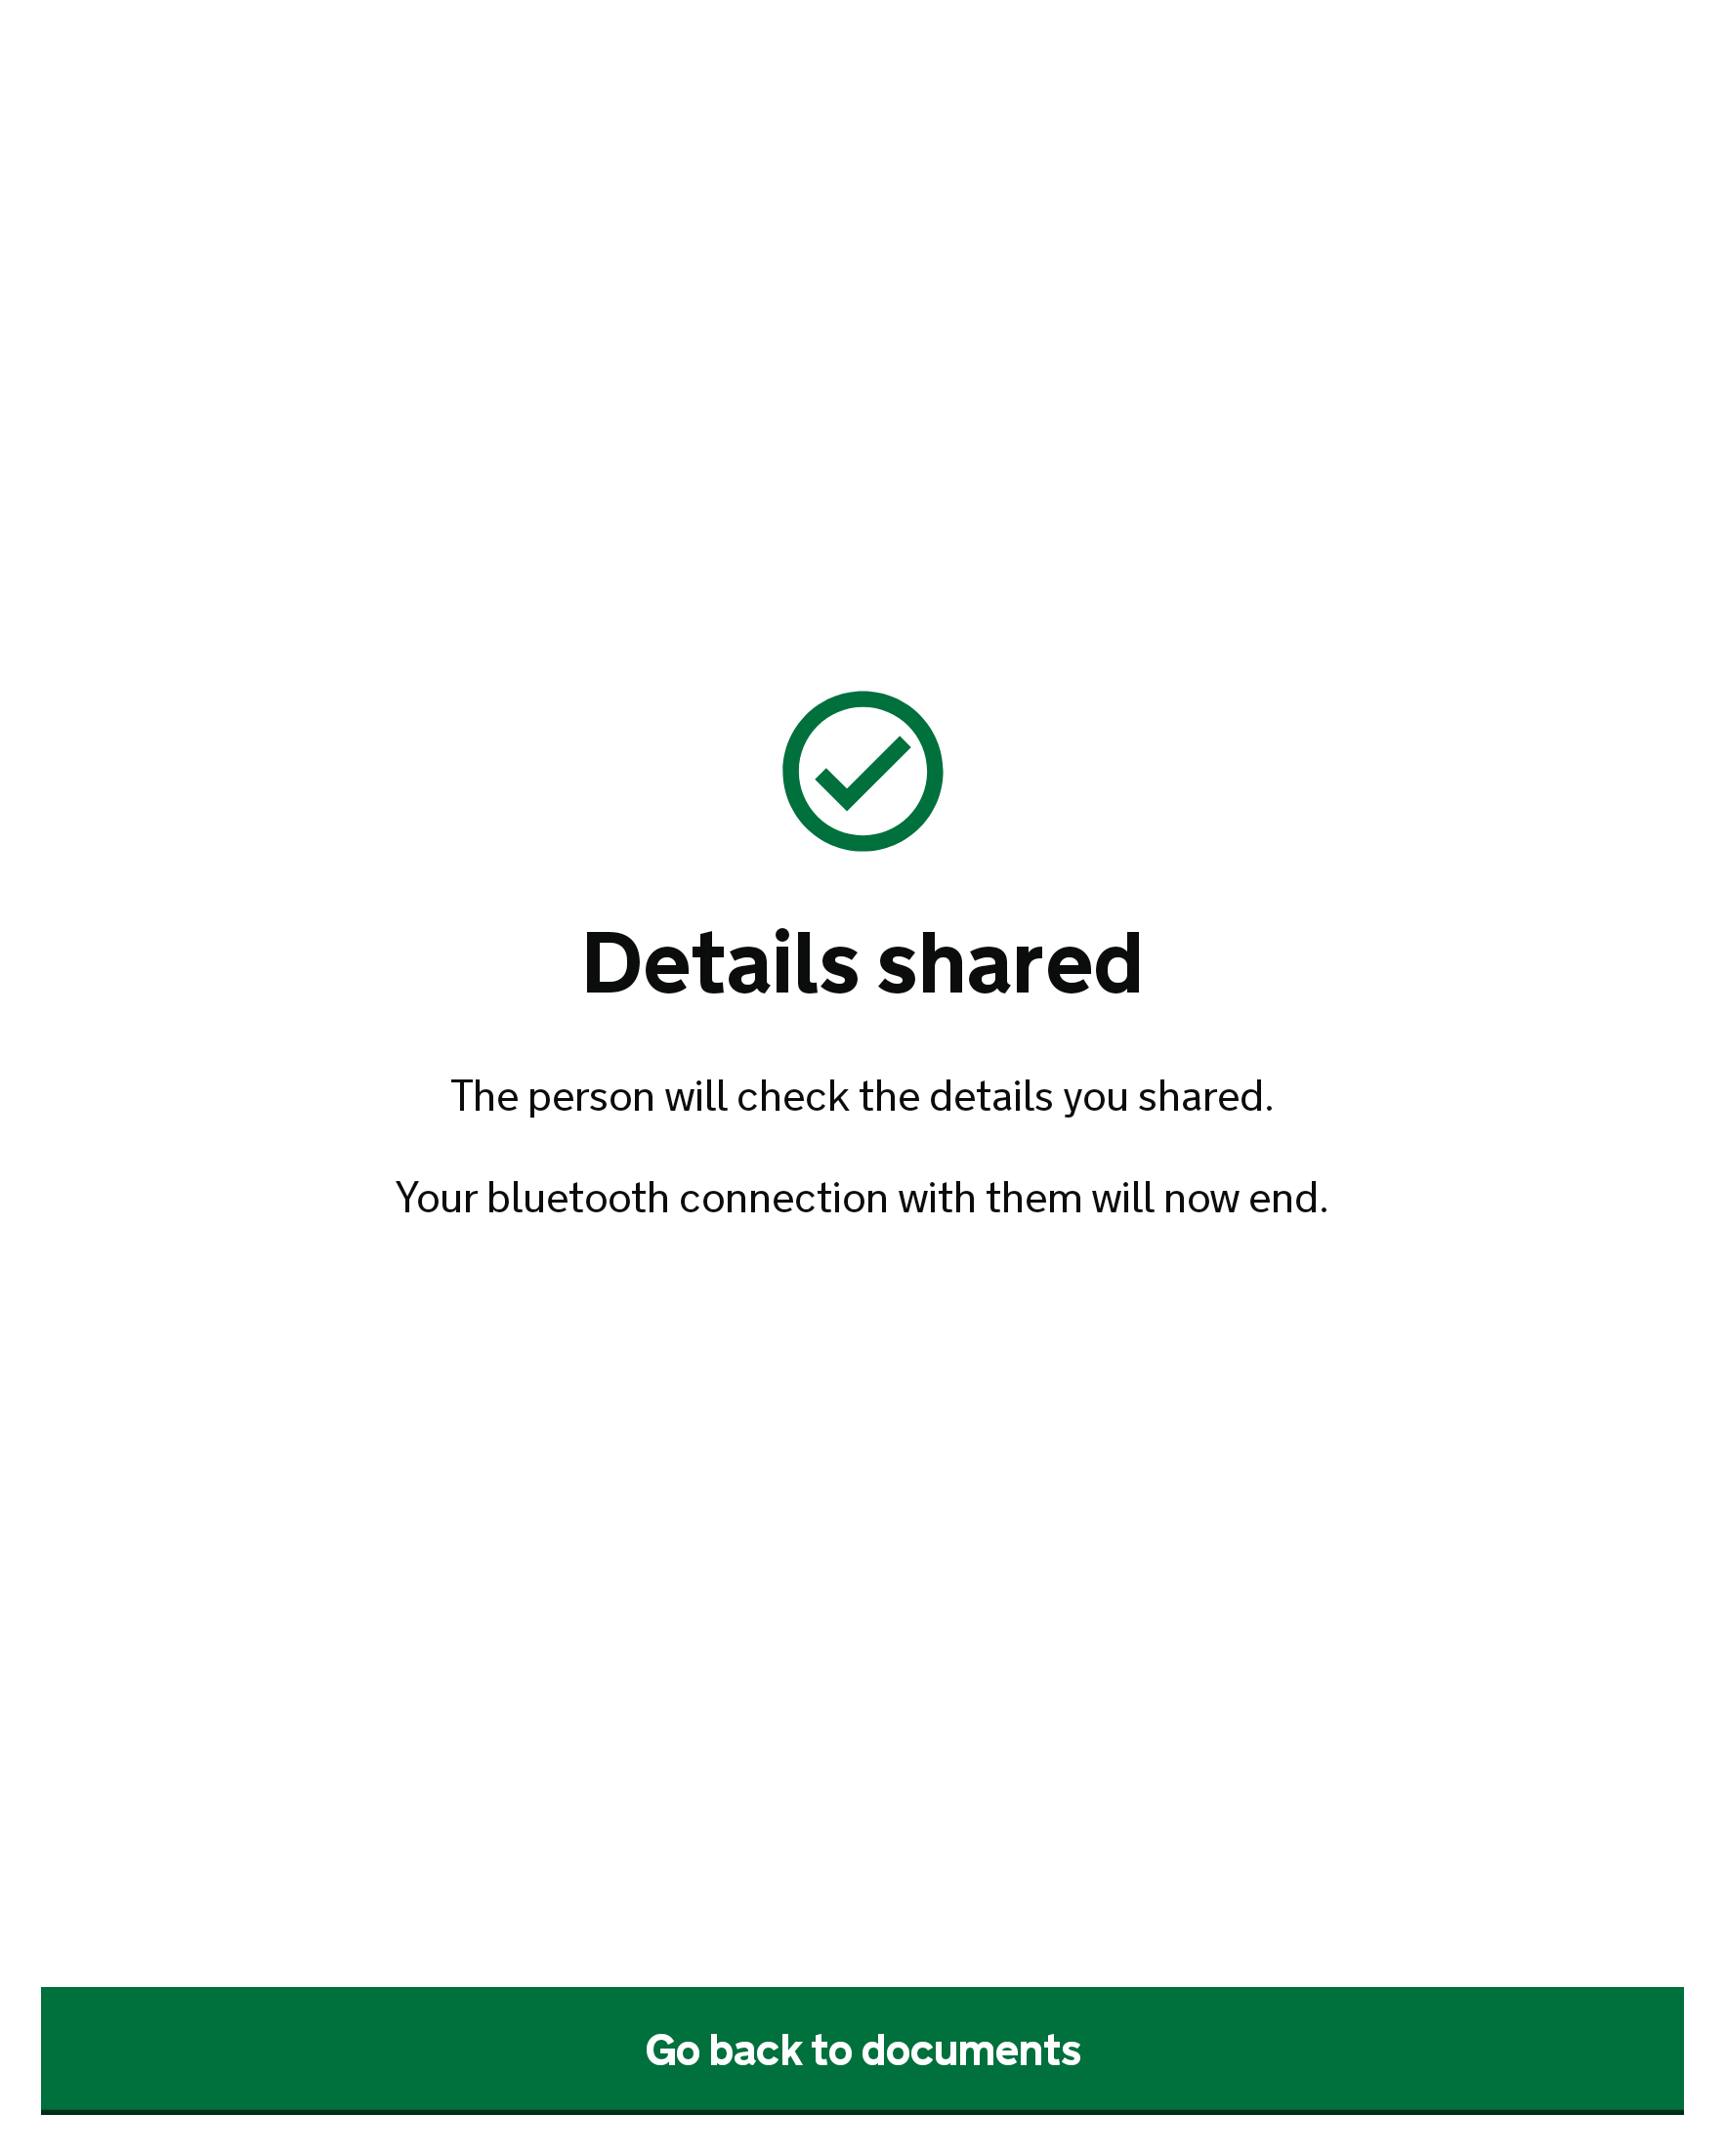 Details shared
The person will check the details you shared.
Your bluetooth connection with them will now end.
Go back to documents